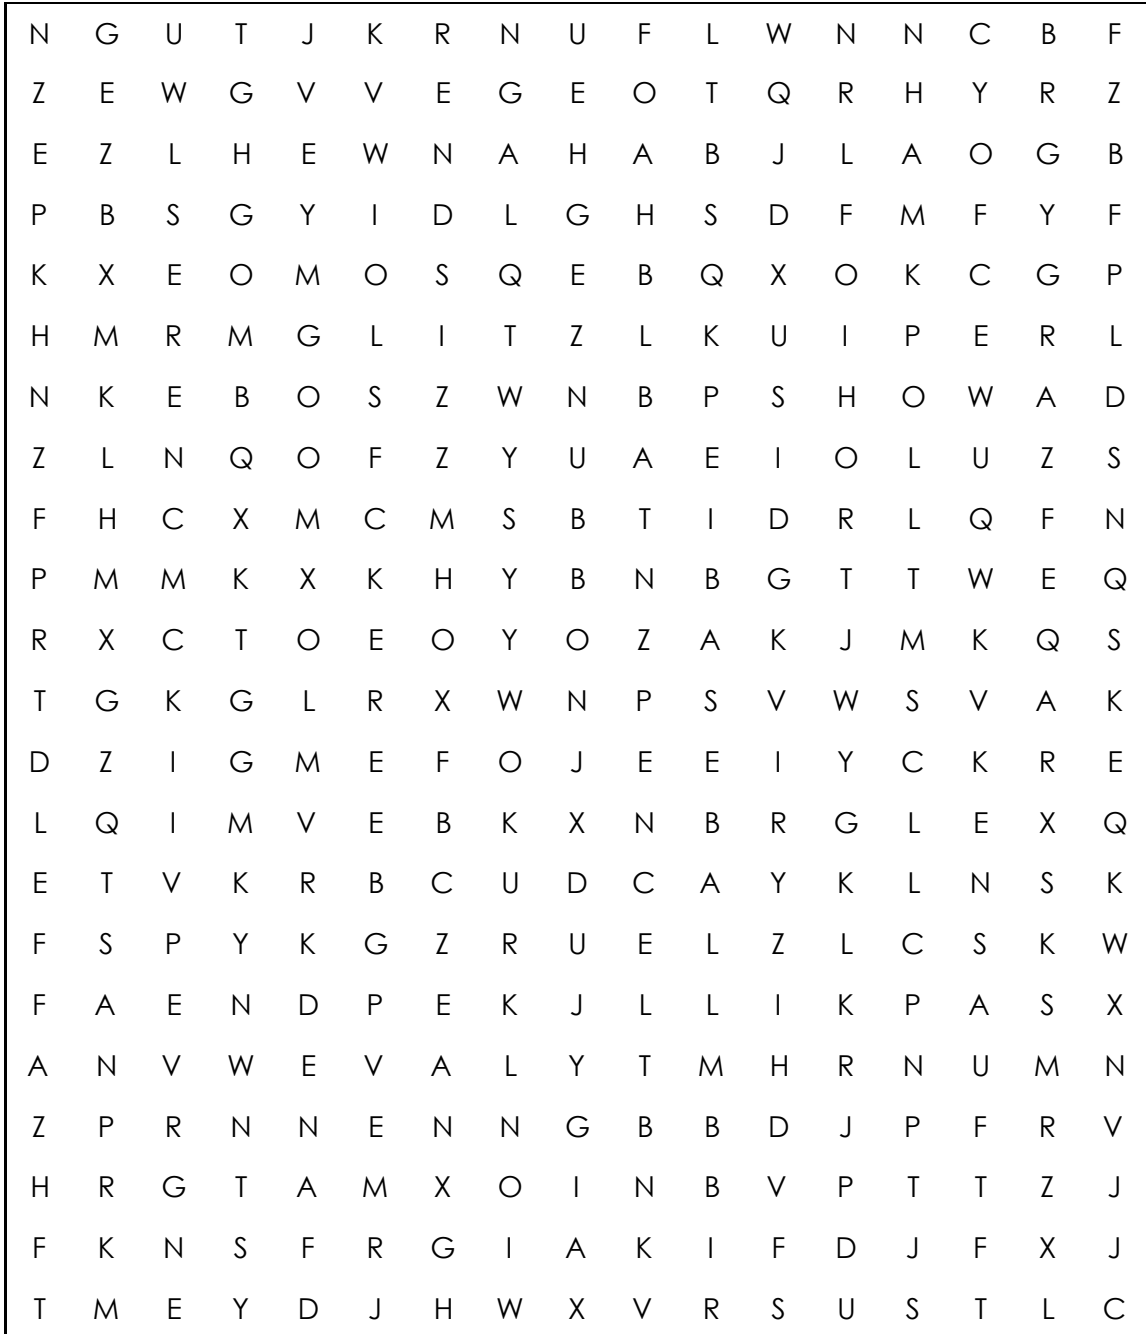 N G U T J K R N U F L W N N C B F
Z E W G V V E G E O T Q R H Y R Z
E Z L H E W N A H A B J L A O G B
P B S G Y I D L G H S D F M F Y F
K X E O M O S Q E B Q X O K C G P
H M R M G L I T Z L K U I P E R L
N K E B O S Z W N B P S H O W A D
Z L N Q O F Z Y U A E I O L U Z S
F H C X M C M S B T I D R L Q F N
P M M K X K H Y B N B G T T W E Q
R X C T O E O Y O Z A K J M K Q S
T G K G L R X W N P S V W S V A K
D Z I G M E F O J E E I Y C K R E
L Q I M V E B K X N B R G L E X Q
E T V K R B C U D C A Y K L N S K
F S P Y K G Z R U E L Z L C S K W
F A E N D P E K J L L I K P A S X
A N V W E V A L Y T M H R N U M N
Z P R N N E N N G B B D J P F R V
H R G T A M X O I N B V P T T Z J
F K N S F R G I A K I F D J F X J
T M E Y D J H W X V R S U S T L C